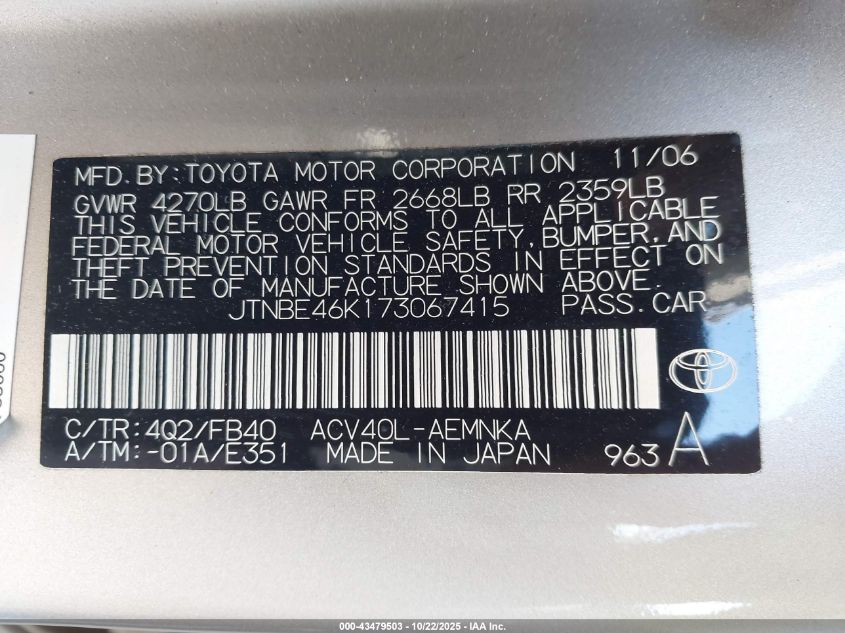 MFD.BY:TOYOTA MOTOR CORPORATION 11/06
GVWR 4270LB GAWR FR 2668LB RR 2359LB
THIS VEHICLE CONFORMS TO ALL APPLICABLE
FEDERAL MOTOR VEHICLE SAFETY,BUMPER,AND
THEFT PREVENTION STANDARDS IN EFFECT ON
THE DATE OF MANUFACTURE SHOWN ABOVE.
JTNBE46K173067415 PASS.CAR
C/TR:4Q2/FB40 ACV40L-AEMNKA
A/TM:-01A/E351 MADE IN JAPAN 963 A
000-43479503 - 10/22/2025 - IAA Inc.